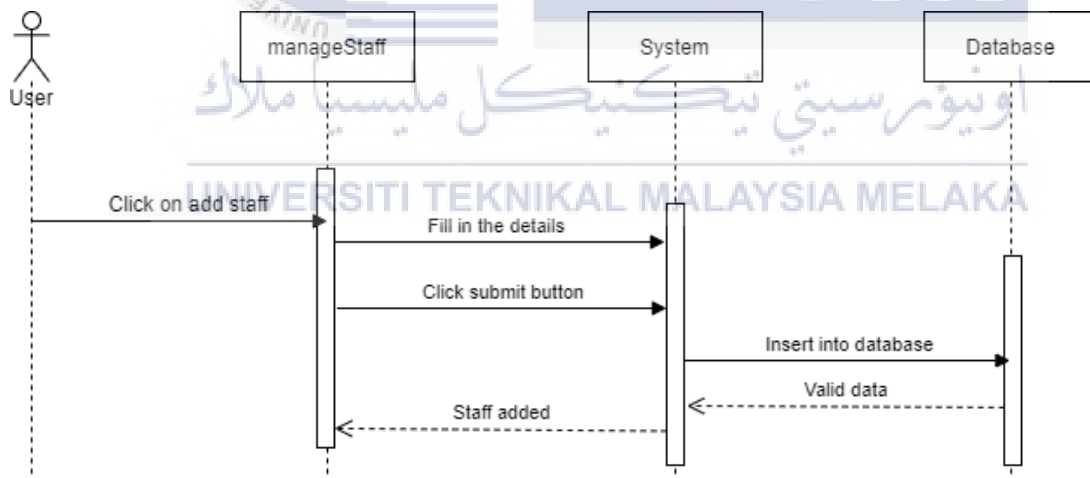 manageStaff
System
Database
User
اونيۏرسيتي تيكنيكل مليسيا ملاك
UNIVERSITI TEKNIKAL MALAYSIA MELAKA
Click on add staff
Fill in the details
Click submit button
Insert into database
Valid data
Staff added